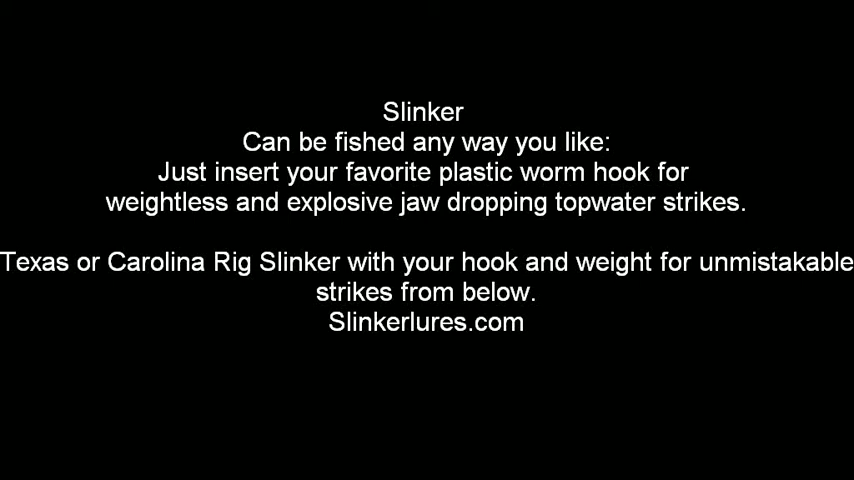 Slinker
Can be fished any way you like:
Just insert your favorite plastic worm hook for
weightless and explosive jaw dropping topwater strikes.
Texas or Carolina Rig Slinker with your hook and weight for unmistakable
strikes from below.
Slinkerlures.com